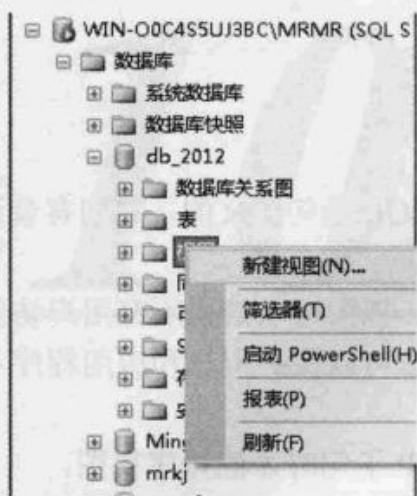 WIN-O0C4S5UJ3BC\MRMR (SQL S
数据库
系统数据库
数据库快照
db_2012
数据库关系图
表
新建视图(N)...
筛选器(T)
启动 PowerShell(H)
报表(P)
刷新(F)
Min
mrkj